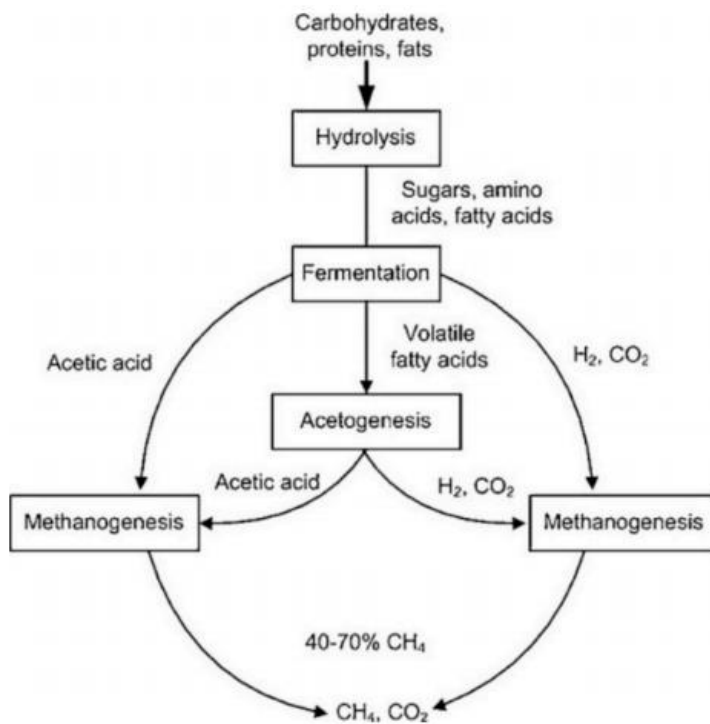 Carbohydrates,
proteins, fats
Hydrolysis
Sugars, amino
acids, fatty acids
Fermentation
Volatile
fatty acids
Acetic acid
H₂, CO₂
Acetogenesis
Acetic acid
H₂, CO₂
Methanogenesis
Methanogenesis
40-70% CH₄
CH₄, CO₂